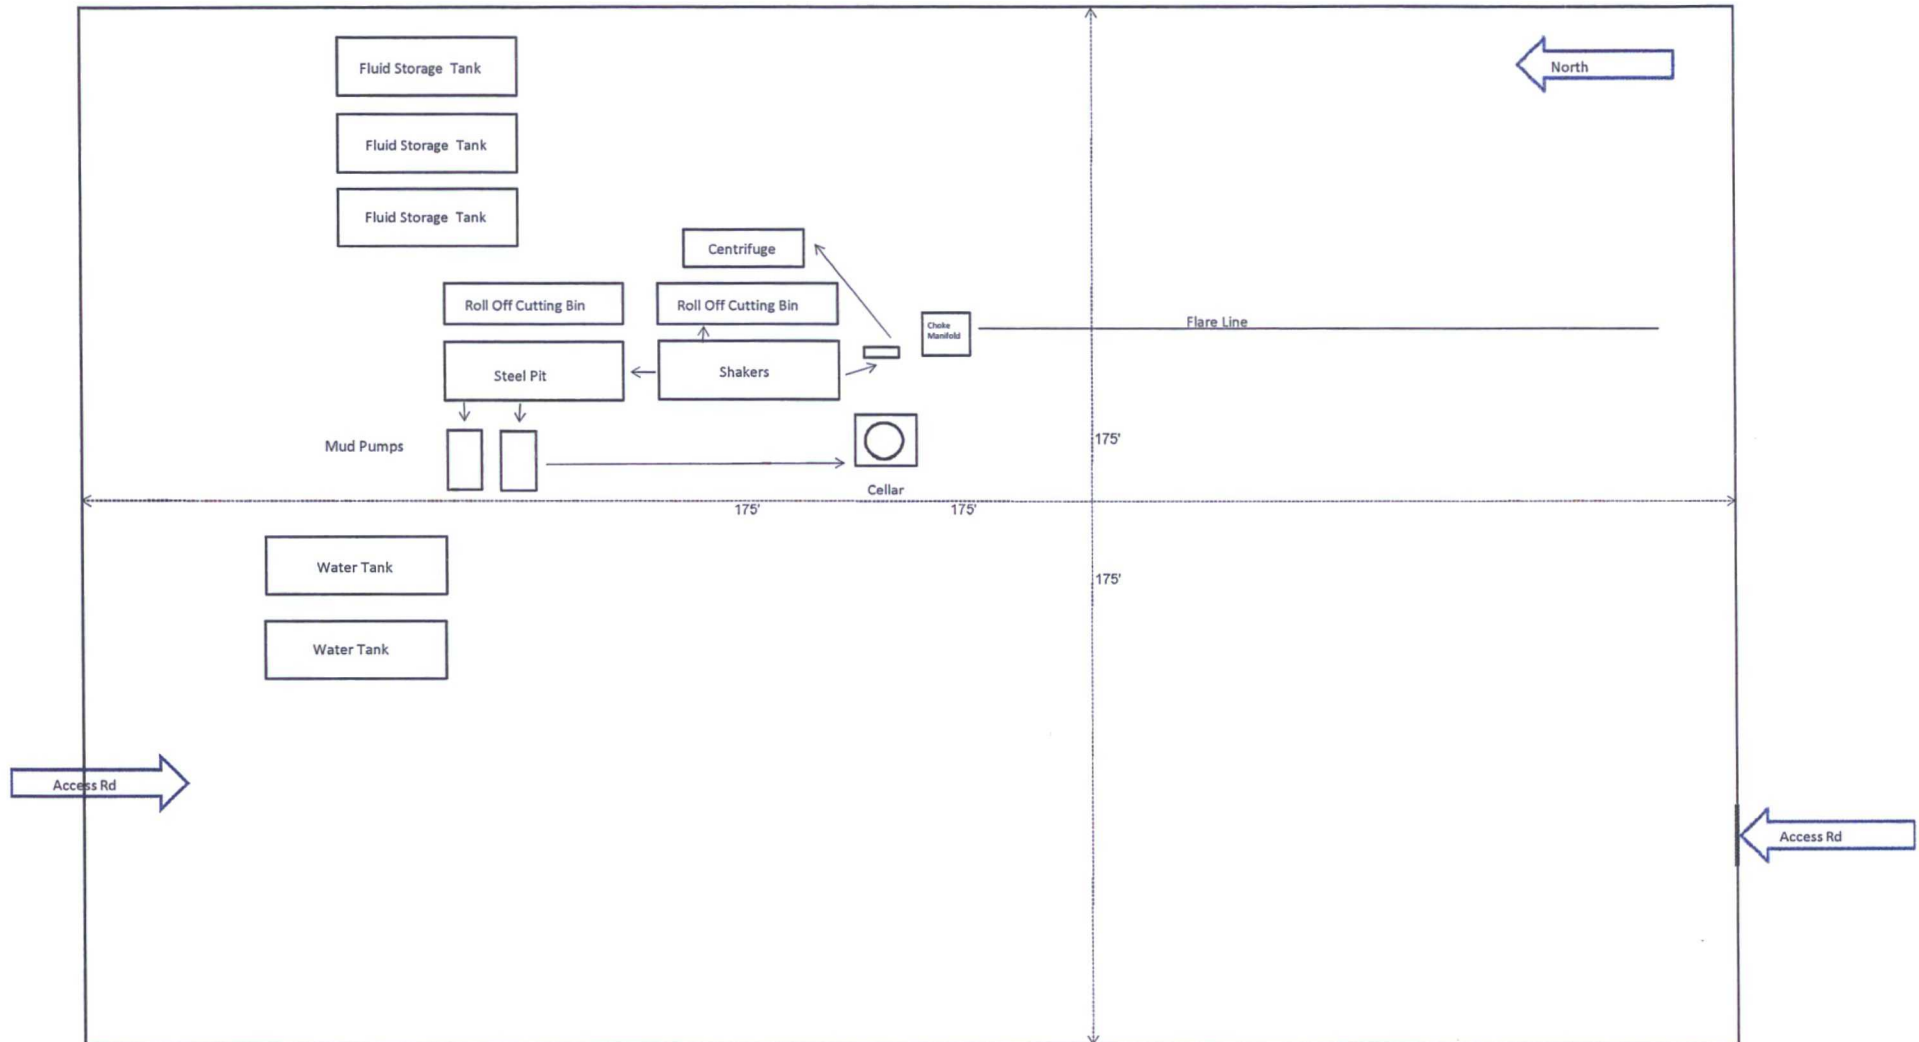 Fluid Storage Tank
North
Fluid Storage Tank
Fluid Storage Tank
Centrifuge
Roll Off Cutting Bin
Roll Off Cutting Bin
Choke
Manifold
Flare Line
Steel Pit
Shakers
Mud Pumps
175'
Cellar
175'
175'
Water Tank
175'
Water Tank
Access Rd
Access Rd